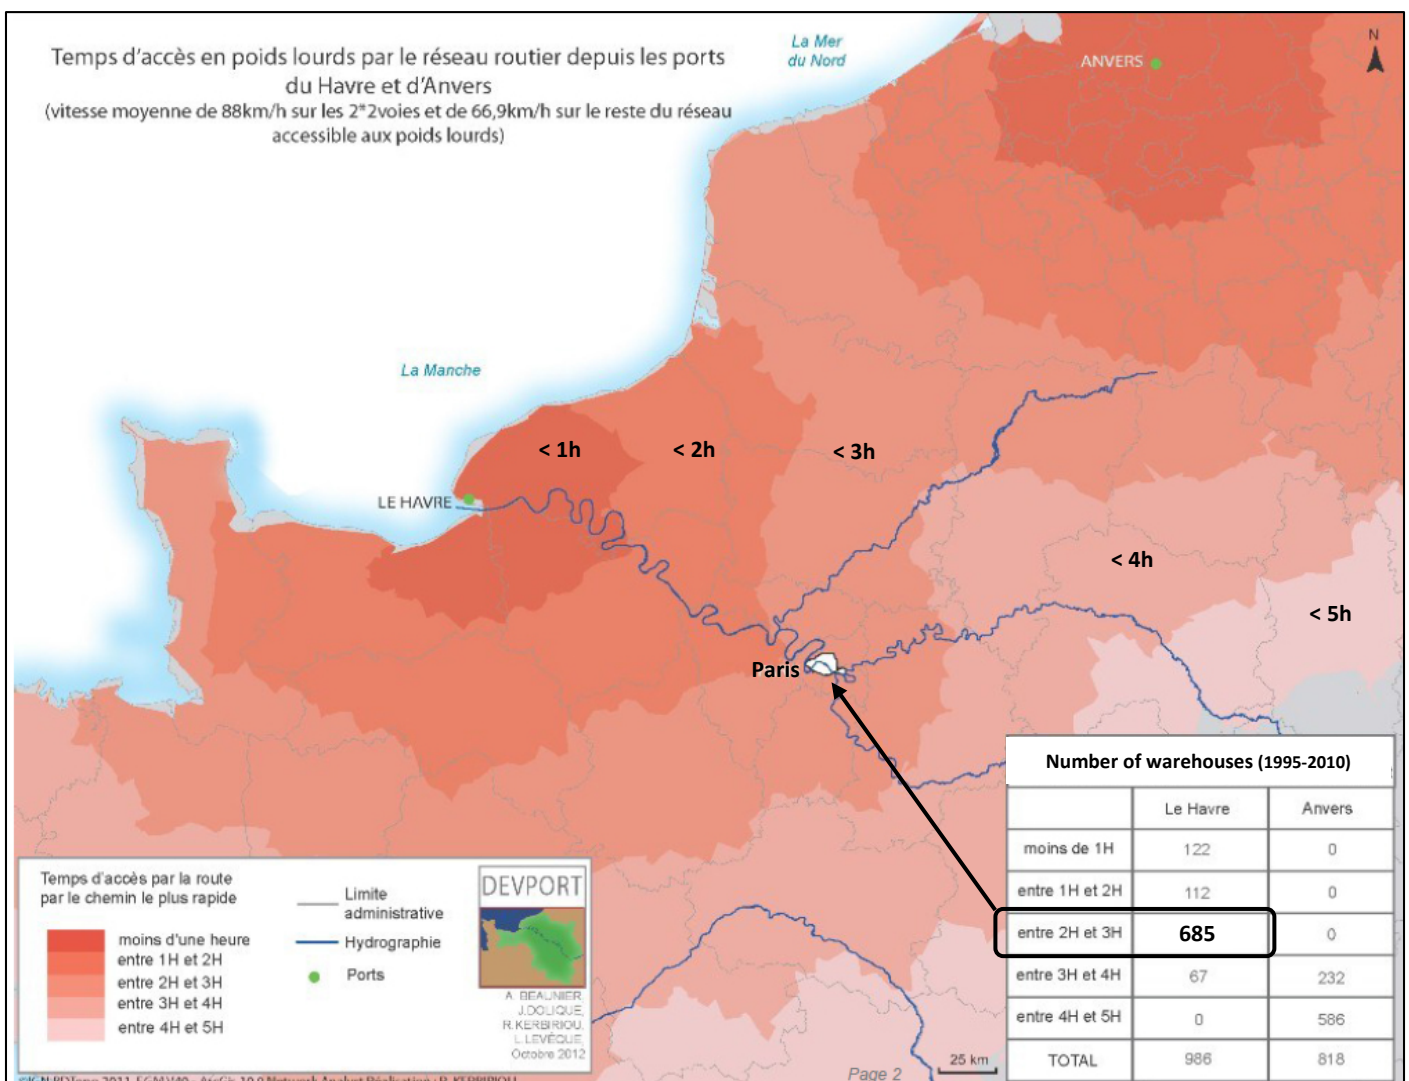 Temps d'accès en poids lourds par le réseau routier depuis les ports
du Havre et d'Anvers
(vitesse moyenne de 88km/h sur les 2*2voies et de 66,9km/h sur le reste du réseau
accessible aux poids lourds)
La Mer
du Nord
ANVERS
N
La Manche
< 1h
< 2h
< 3h
LE HAVRE
< 4h
< 5h
Paris
Number of warehouses (1995-2010)
Le Havre Anvers
moins de 1H 122 0
entre 1H et 2H 112 0
entre 2H et 3H 685 0
entre 3H et 4H 67 232
entre 4H et 5H 0 586
TOTAL 986 818
Temps d'accès par la route
par le chemin le plus rapide
moins d'une heure
entre 1H et 2H
entre 2H et 3H
entre 3H et 4H
entre 4H et 5H
Limite
administrative
Hydrographie
Ports
DEVPORT
A. BEAUNIER,
J.DOLIQUE,
R.KERBIRIOU,
L.LEVÊQUE,
Octobre 2012
25 km
Page 2